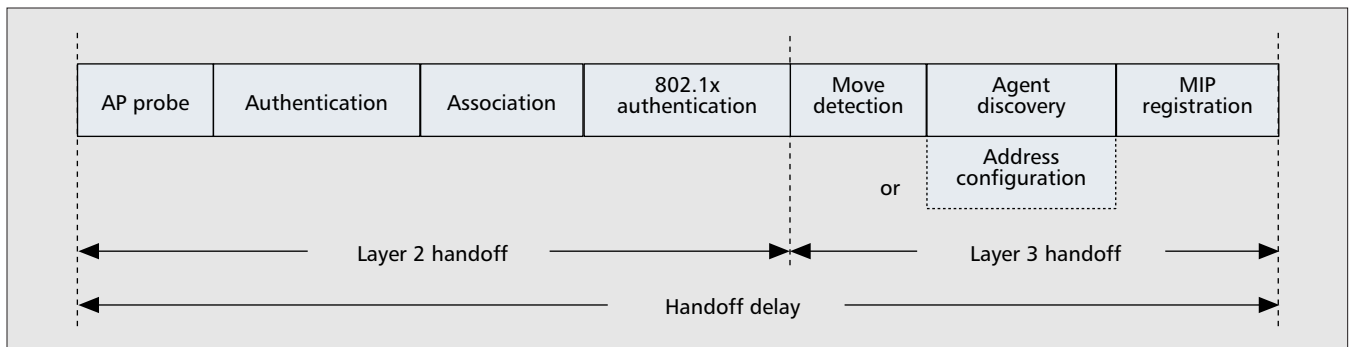 AP probe
Authentication
Association
802.1x
authentication
Move
detection
Agent
discovery
MIP
registration
Address
configuration
or
Layer 2 handoff
Layer 3 handoff
Handoff delay